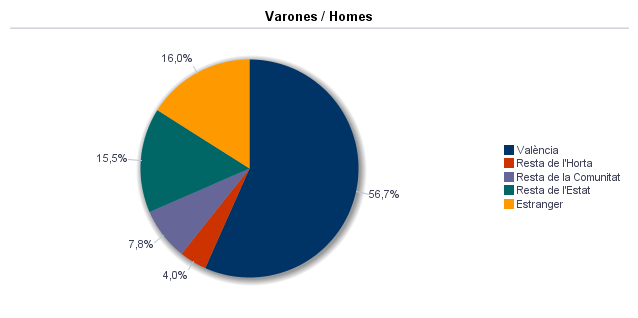 Varones / Homes
16,0%
15,5%
56,7%
7,8%
4,0%
València
Resta de l'Horta
Resta de la Comunitat
Resta de l'Estat
Estranger